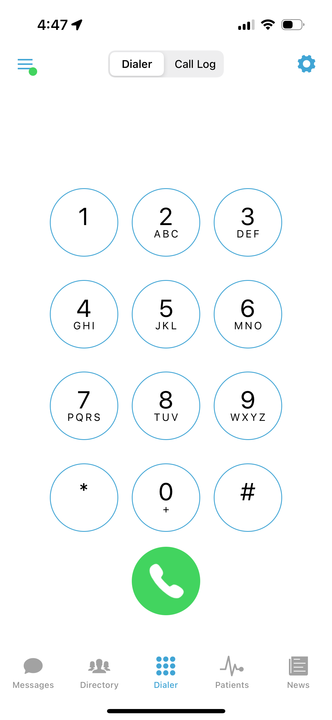 4:47
Dialer Call Log
1 2 3
ABC DEF
4 5 6
GHI JKL MNO
7 8 9
PQRS TUV WXYZ
* 0 #
+
Messages Directory Dialer Patients News